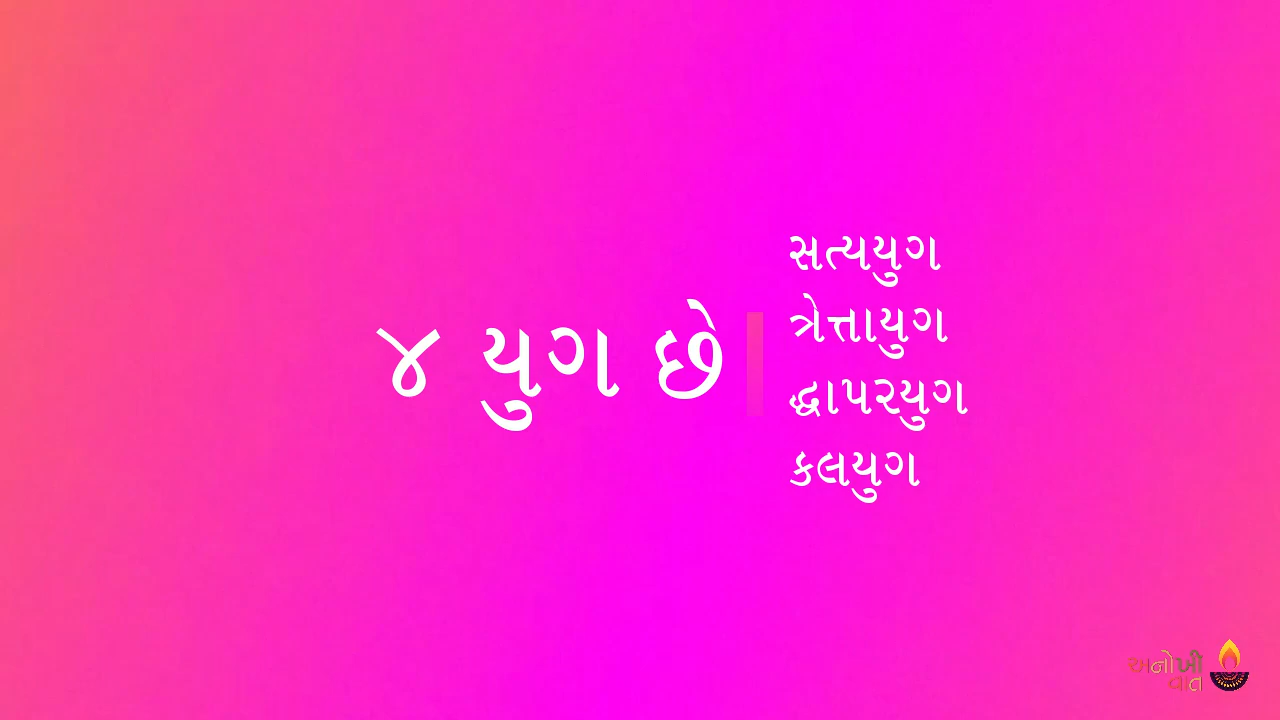 ૪ યુગ છે
સત્યયુગ
ત્રેત્તાયુગ
દ્ધાપરયુગ
કલયુગ
અનોખી
વાત